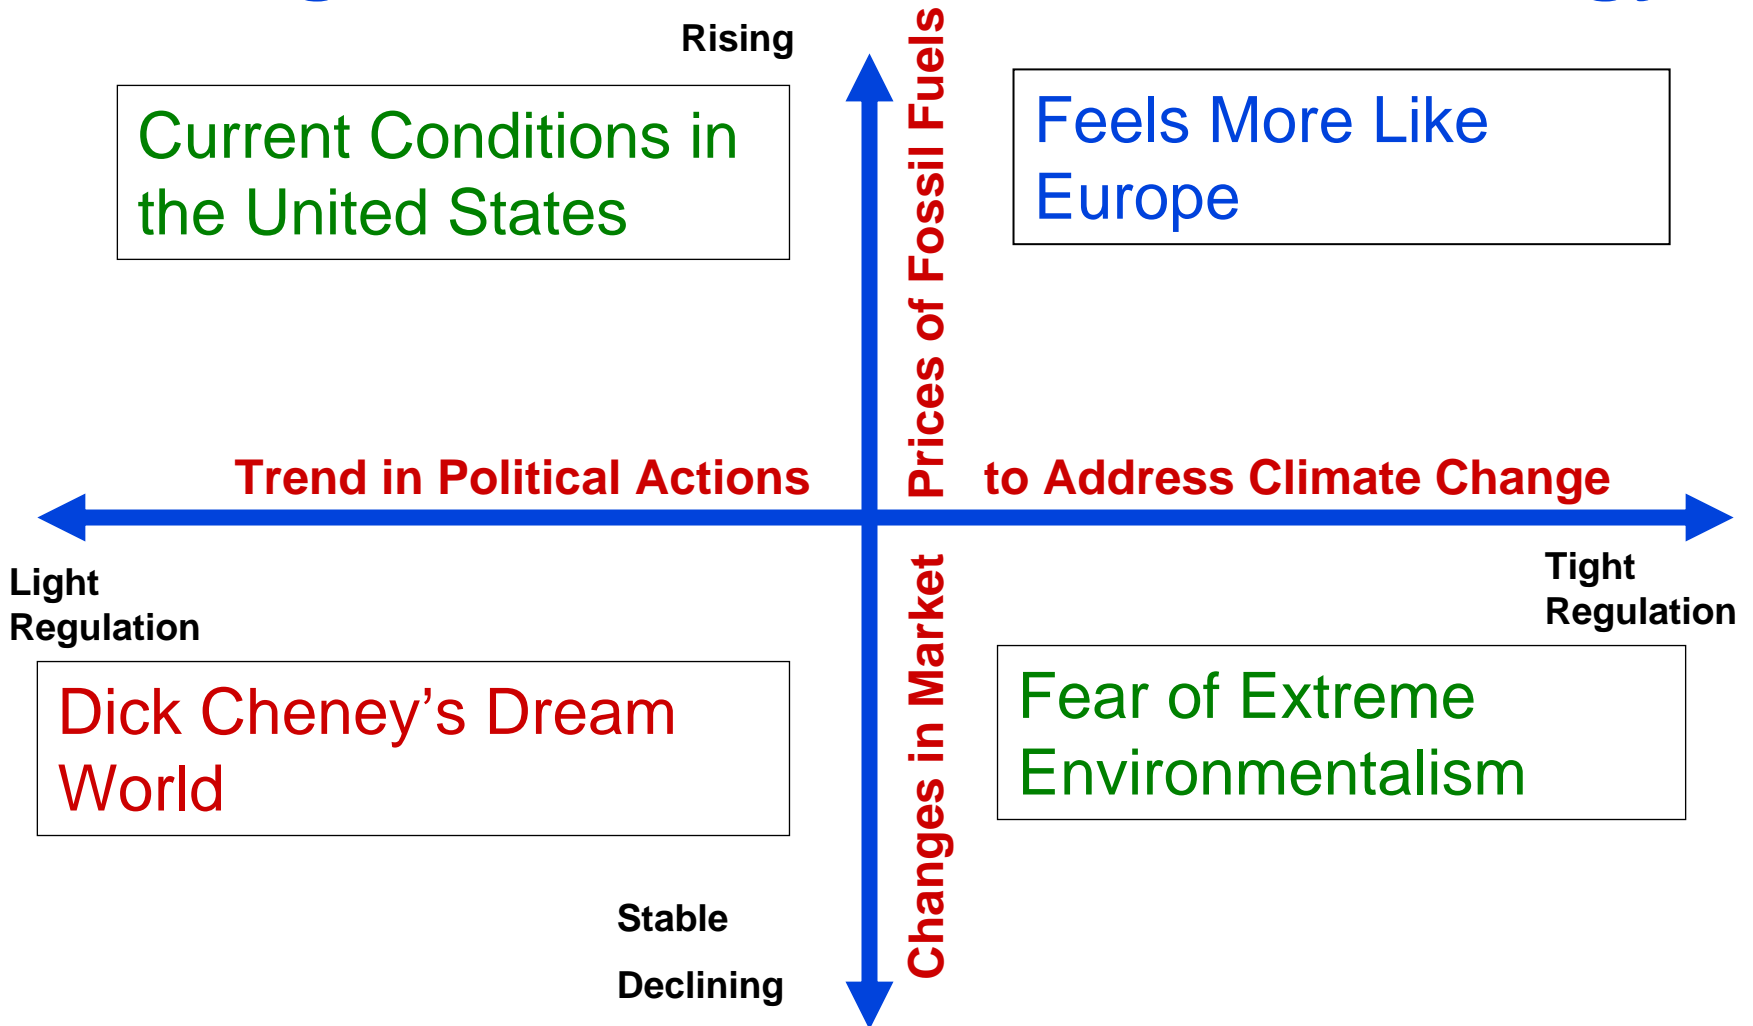 Rising
Current Conditions in
the United States
Feels More Like
Europe
Changes in Market Prices of Fossil Fuels
Trend in Political Actions to Address Climate Change
Light
Regulation
Tight
Regulation
Dick Cheney’s Dream
World
Fear of Extreme
Environmentalism
Stable
Declining